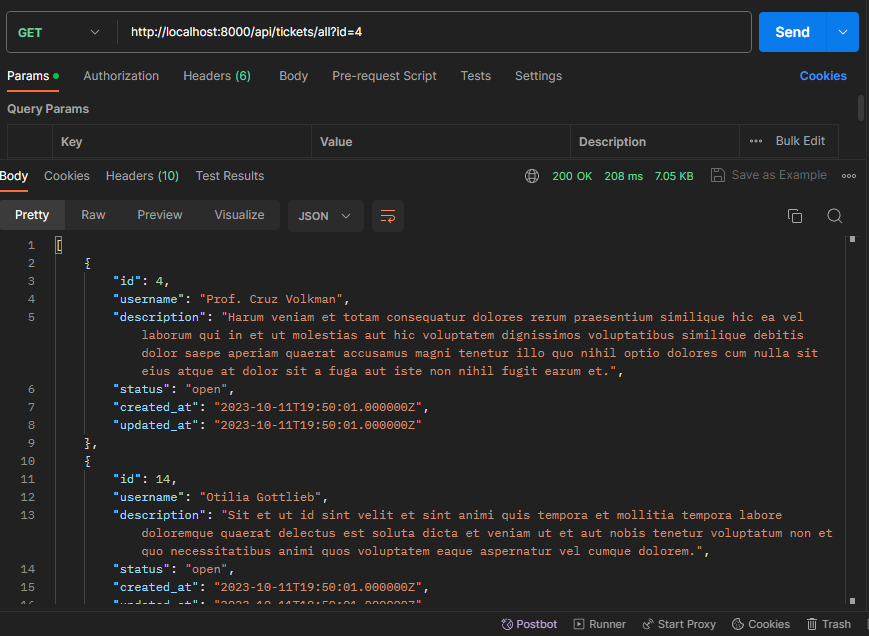 GET http://localhost:8000/api/tickets/all?id=4 Send
Params Authorization Headers (6) Body Pre-request Script Tests Settings Cookies
Query Params
Key Value Description ••• Bulk Edit
Body Cookies Headers (10) Test Results 200 OK 208 ms 7.05 KB Save as Example •••
Pretty Raw Preview Visualize JSON
1 [
2 {
3 "id": 4,
4 "username": "Prof. Cruz Volkman",
5 "description": "Harum veniam et totam consequatur dolores rerum praesentium similique hic ea vel
laborum qui in et ut molestias aut hic voluptatem dignissimos voluptatibus similique debitis
dolor saepe aperiam quaerat accusamus magni tenetur illo quo nihil optio dolores cum nulla sit
eius atque at dolor sit a fuga aut iste non nihil fugit earum et.",
6 "status": "open",
7 "created_at": "2023-10-11T19:50:01.000000Z",
8 "updated_at": "2023-10-11T19:50:01.000000Z"
9 },
10 {
11 "id": 14,
12 "username": "Otilia Gottlieb",
13 "description": "Sit et ut id sint velit et sint animi quis tempora et mollitia tempora labore
doloremque quaerat delectus est soluta dicta et veniam ut et aut nobis tenetur voluptatum non et
quo necessitatibus animi quos voluptatem eaque aspernatur vel cumque dolorem.",
14 "status": "open",
15 "created_at": "2023-10-11T19:50:01.000000Z",
16 "updated_at": "2023-10-11T19:50:01.000000Z"
Postbot Runner Start Proxy Cookies Trash